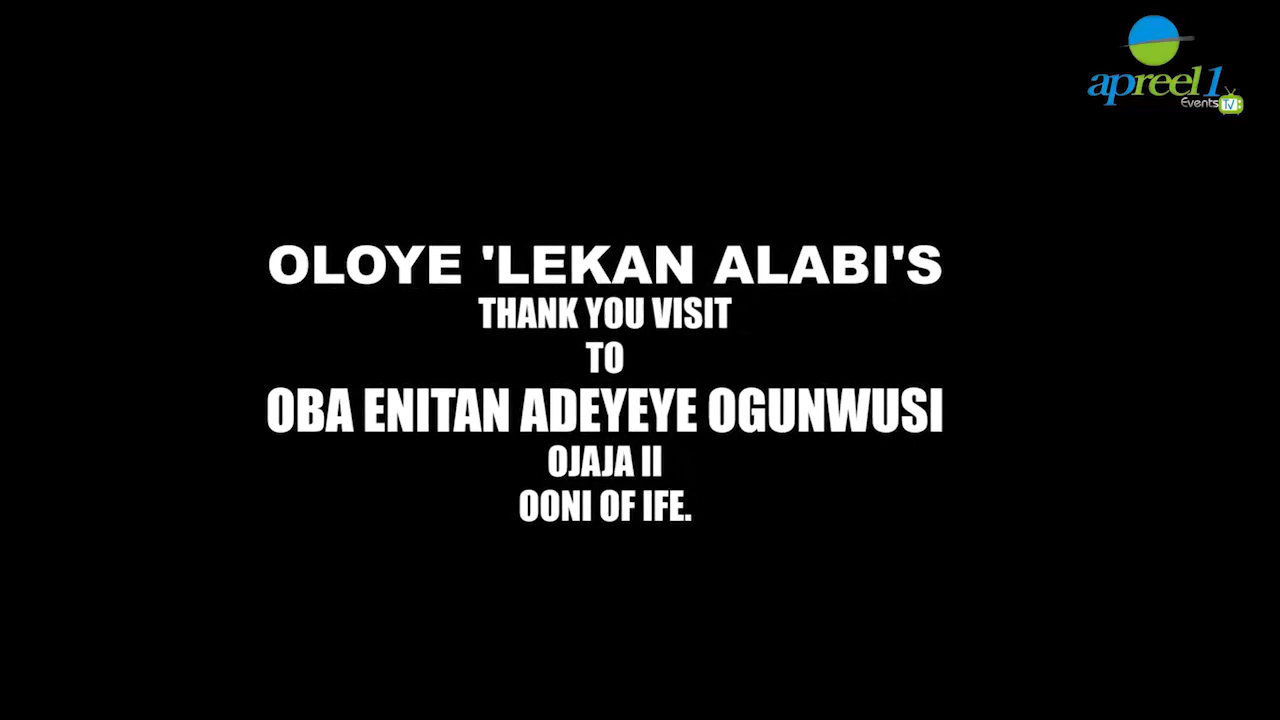 apreel1
Events TV
OLOYE 'LEKAN ALABI'S
THANK YOU VISIT
TO
OBA ENITAN ADEYEYE OGUNWUSI
OJAJA II
OONI OF IFE.